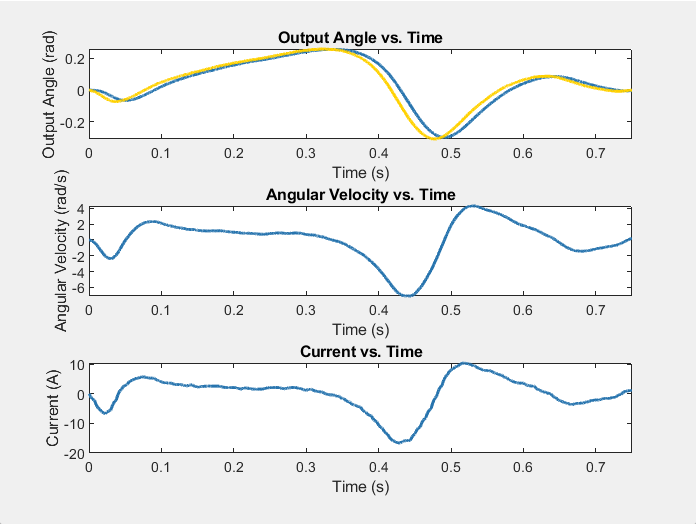 Output Angle vs. Time
Output Angle (rad)
0.2
0
-0.2
0 0.1 0.2 0.3 0.4 0.5 0.6 0.7
Time (s)
Angular Velocity vs. Time
Angular Velocity (rad/s)
4
2
0
-2
-4
-6
0 0.1 0.2 0.3 0.4 0.5 0.6 0.7
Time (s)
Current vs. Time
Current (A)
10
0
-10
-20
0 0.1 0.2 0.3 0.4 0.5 0.6 0.7
Time (s)